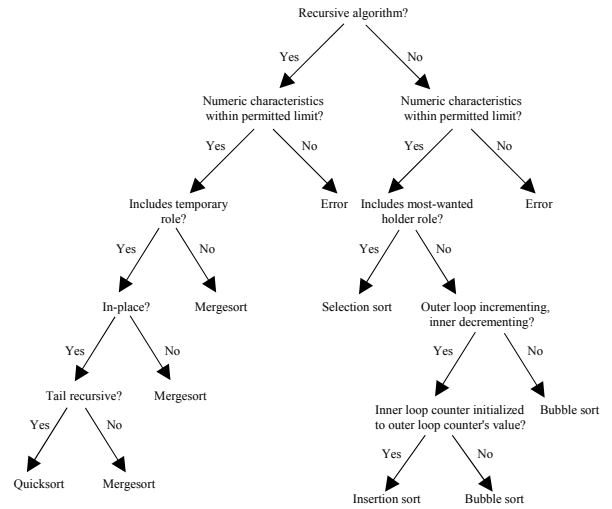 Recursive algorithm?
Yes
No
Numeric characteristics
within permitted limit?
Numeric characteristics
within permitted limit?
Yes
No
Yes
No
Includes temporary
role?
Error
Includes most-wanted
holder role?
Error
Yes
No
Yes
No
In-place?
Mergesort
Selection sort
Outer loop incrementing,
inner decrementing?
Yes
No
Yes
No
Tail recursive?
Mergesort
Inner loop counter initialized
to outer loop counter's value?
Bubble sort
Yes
No
Yes
No
Quicksort
Mergesort
Insertion sort
Bubble sort